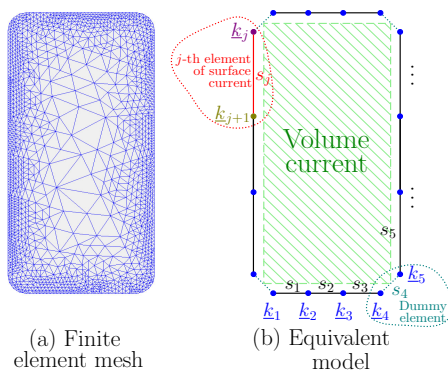 k_j
j-th element
of surface
current
s_j
k_{j+1}
Volume
current
...
...
s_5
s_1 s_2 s_3
s_4
k_5
k_1 k_2 k_3 k_4
Dummy
element
(a) Finite
element mesh
(b) Equivalent
model